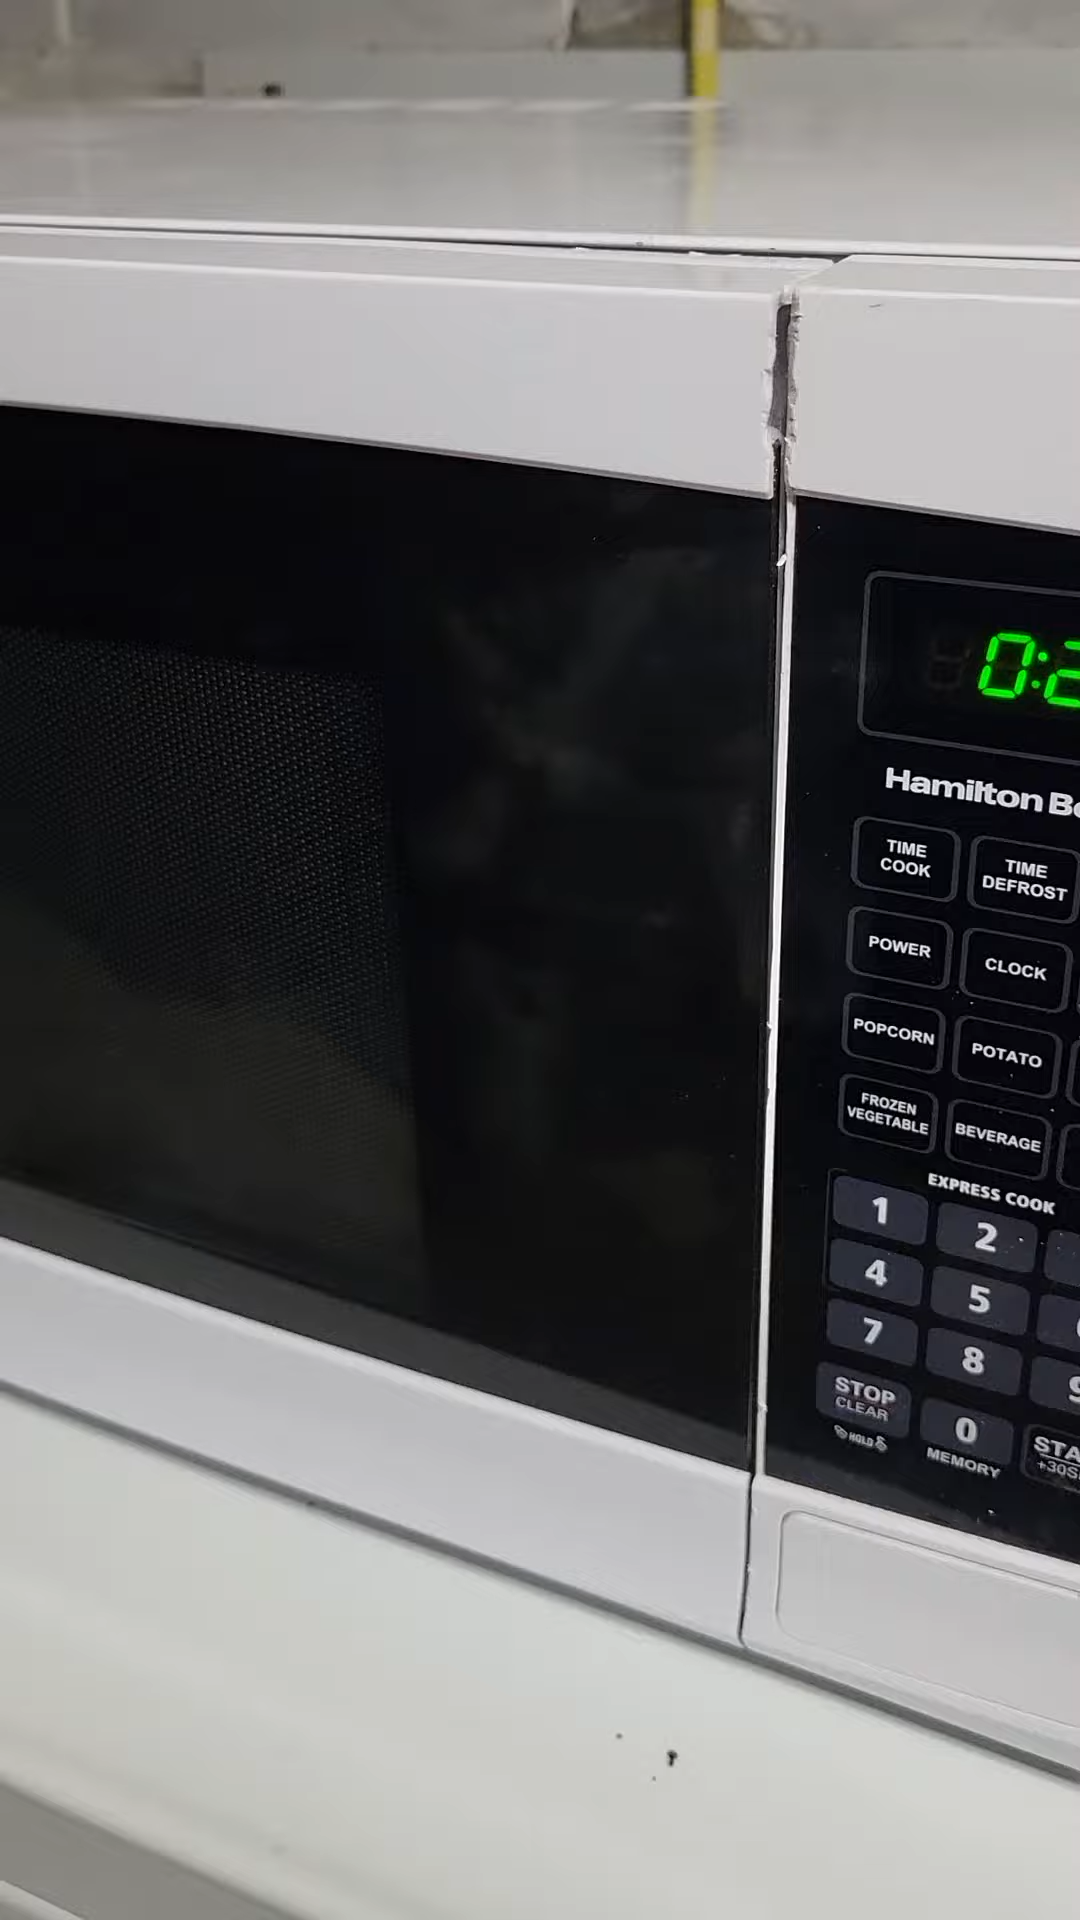 0:2
Hamilton Be
TIME
COOK
TIME
DEFROST
POWER
CLOCK
POPCORN
POTATO
FROZEN
VEGETABLE
BEVERAGE
EXPRESS COOK
1
2
4
5
7
8
9
STOP
CLEAR
HOLD
0
MEMORY
STA
+30S